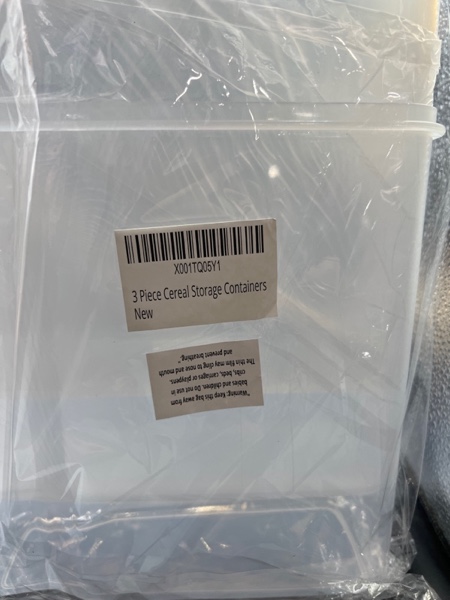 X001TQ05Y1
3 Piece Cereal Storage Containers
New
"Warning: Keep this bag away from
babies and children. Do not use in
cribs, beds, carriages or playpens.
The thin film may cling to nose and mouth
and prevent breathing."